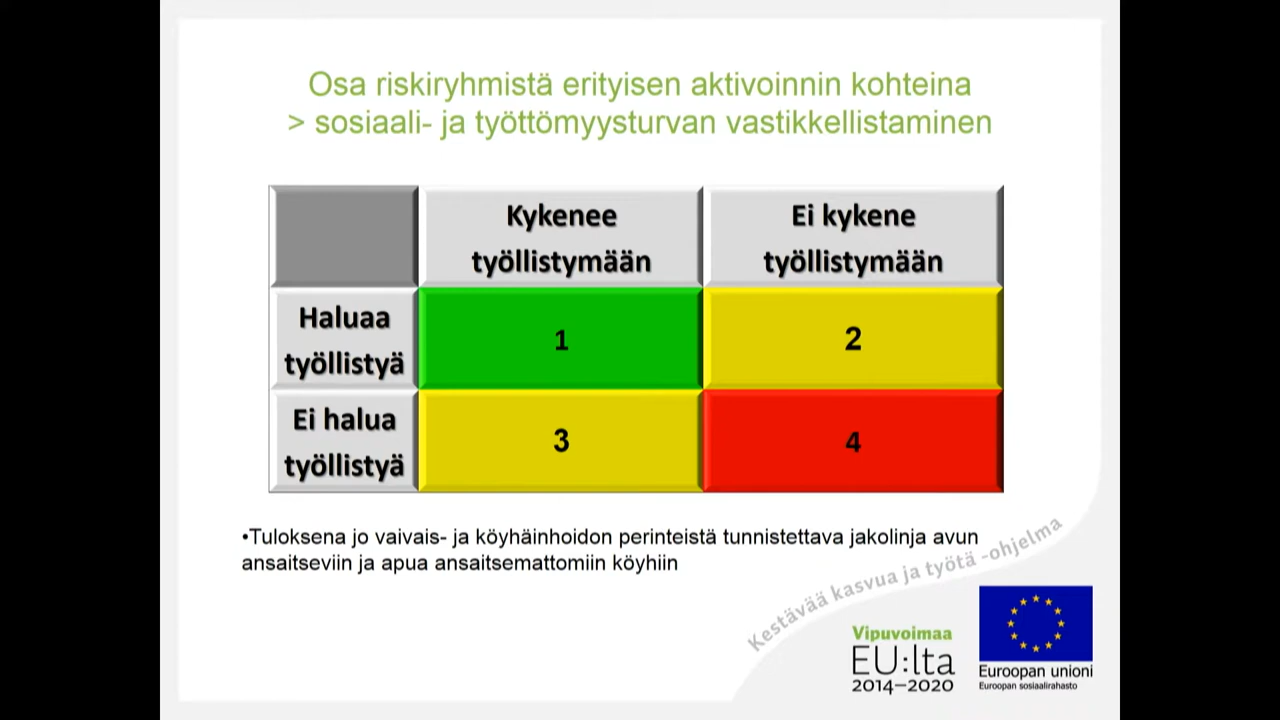 Osa riskiryhmistä erityisen aktivoinnin kohteina
> sosiaali- ja työttömyysturvan vastikkellistaminen
Kykenee
työllistymään
Ei kykene
työllistymään
Haluaa
työllistyä
1
2
Ei halua
työllistyä
3
4
•Tuloksena jo vaivais- ja köyhäinhoidon perinteistä tunnistettava jakolinja avun
ansaitseviin ja apua ansaitsemattomiin köyhiin
Kestävää kasvua ja työtä -ohjelma
Vipuvoimaa
EU:lta
2014–2020
Euroopan unioni
Euroopan sosiaalirahasto